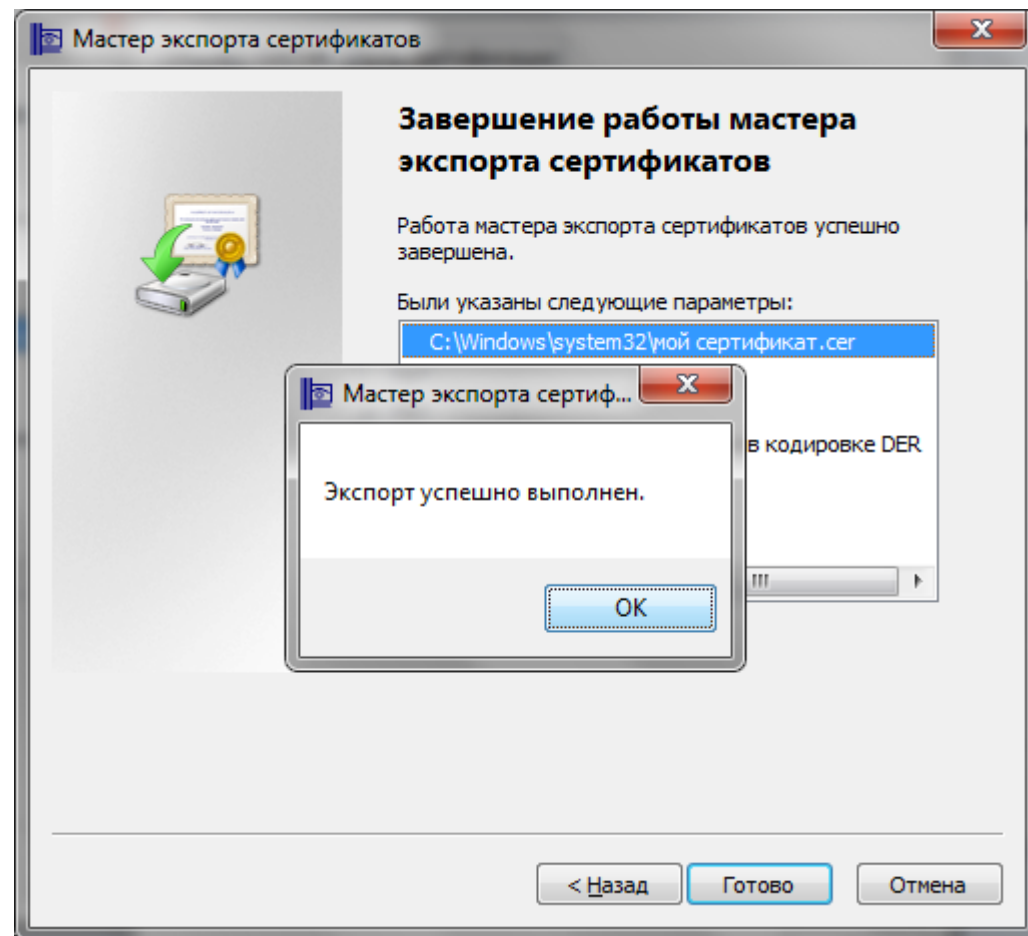 Мастер экспорта сертификатов
Завершение работы мастера
экспорта сертификатов
Работа мастера экспорта сертификатов успешно
завершена.
Были указаны следующие параметры:
C:\Windows\system32\мой сертификат.cer
Мастер экспорта сертиф...
в кодировке DER
Экспорт успешно выполнен.
OK
< Назад
Готово
Отмена